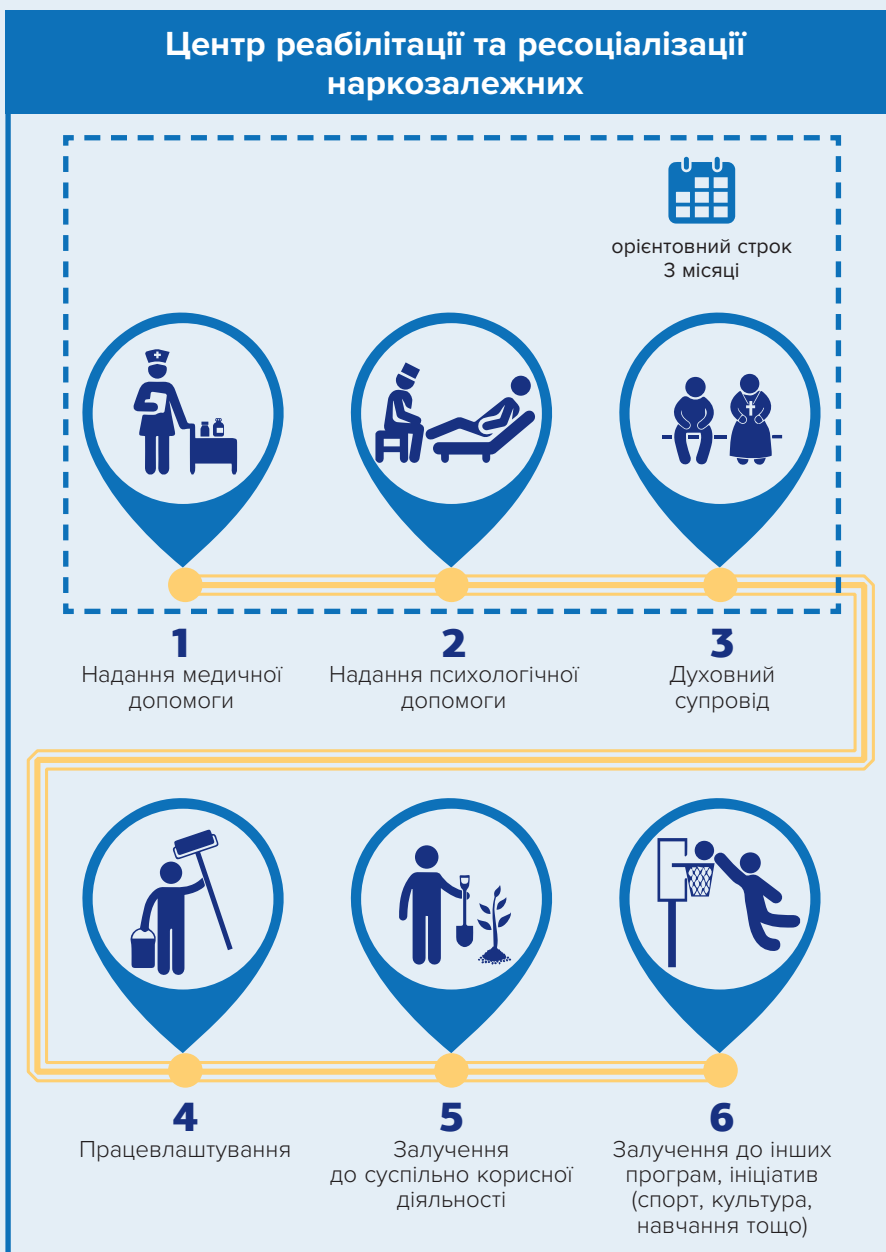 Центр реабілітації та ресоціалізації
наркозалежних
орієнтовний строк
3 місяці
1
Надання медичної
допомоги
2
Надання психологічної
допомоги
3
Духовний
супровід
4
Працевлаштування
5
Залучення
до суспільно корисної
діяльності
6
Залучення до інших
програм, ініціатив
(спорт, культура,
навчання тощо)